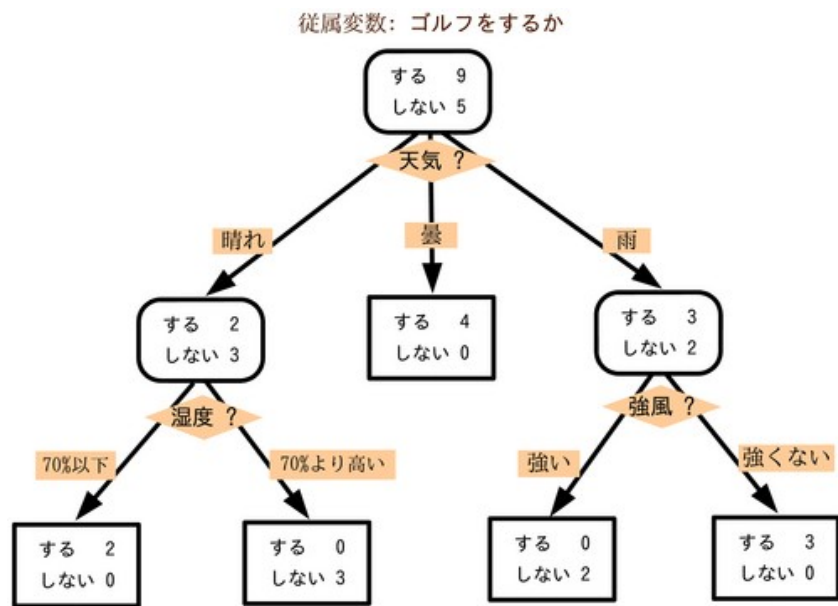 従属変数: ゴルフをするか
する 9
しない 5
天気 ?
晴れ
曇
雨
する 2
しない 3
する 4
しない 0
する 3
しない 2
湿度 ?
強風 ?
70%以下
70%より高い
強い
強くない
する 2
しない 0
する 0
しない 3
する 0
しない 2
する 3
しない 0